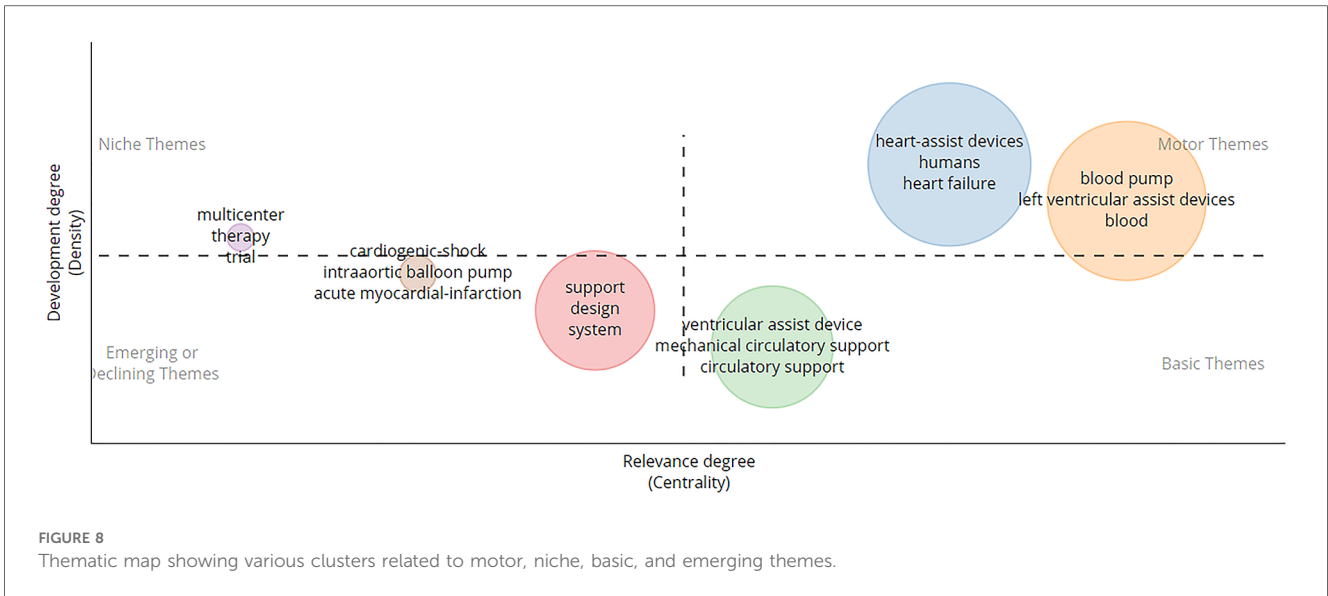 Niche Themes
Motor Themes
heart-assist devices
humans
heart failure
blood pump
left ventricular assist devices
blood
multicenter
therapy
trial
cardiogenic-shock
intraaortic balloon pump
acute myocardial-infarction
support
design
system
ventricular assist device
mechanical circulatory support
circulatory support
Emerging or
Declining Themes
Basic Themes
Development degree
(Density)
Relevance degree
(Centrality)
FIGURE 8
Thematic map showing various clusters related to motor, niche, basic, and emerging themes.